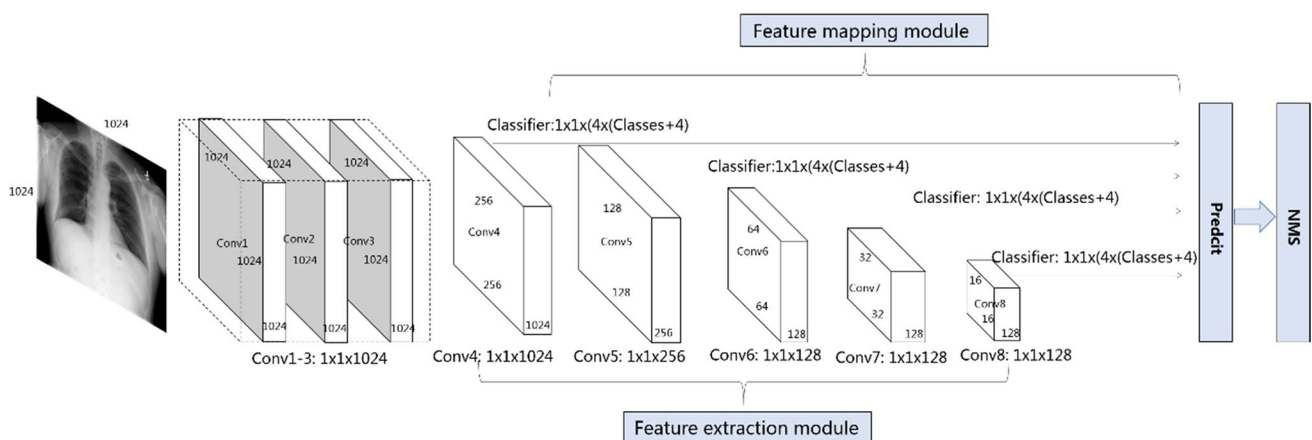 Feature mapping module
1024
1024
Classifier:1x1x(4x(Classes+4)
Classifier:1x1x(4x(Classes+4)
Classifier: 1x1x(4x(Classes+4)
Classifier: 1x1x(4x(Classes+4)
1024
1024
1024
Conv1
Conv2
Conv3
1024
1024
1024
1024
1024
1024
256
Conv4
256
1024
128
Conv5
128
256
64
Conv6
64
128
32
Conv7
32
128
16
Conv8
16
128
Conv1-3: 1x1x1024
Conv4: 1x1x1024
Conv5: 1x1x256
Conv6: 1x1x128
Conv7: 1x1x128
Conv8: 1x1x128
Predcit
NMS
Feature extraction module